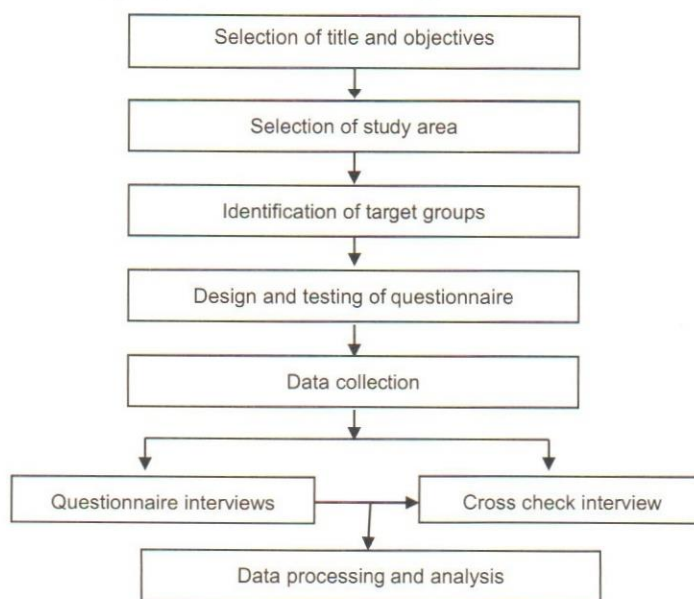 Selection of title and objectives
Selection of study area
Identification of target groups
Design and testing of questionnaire
Data collection
Questionnaire interviews
Cross check interview
Data processing and analysis